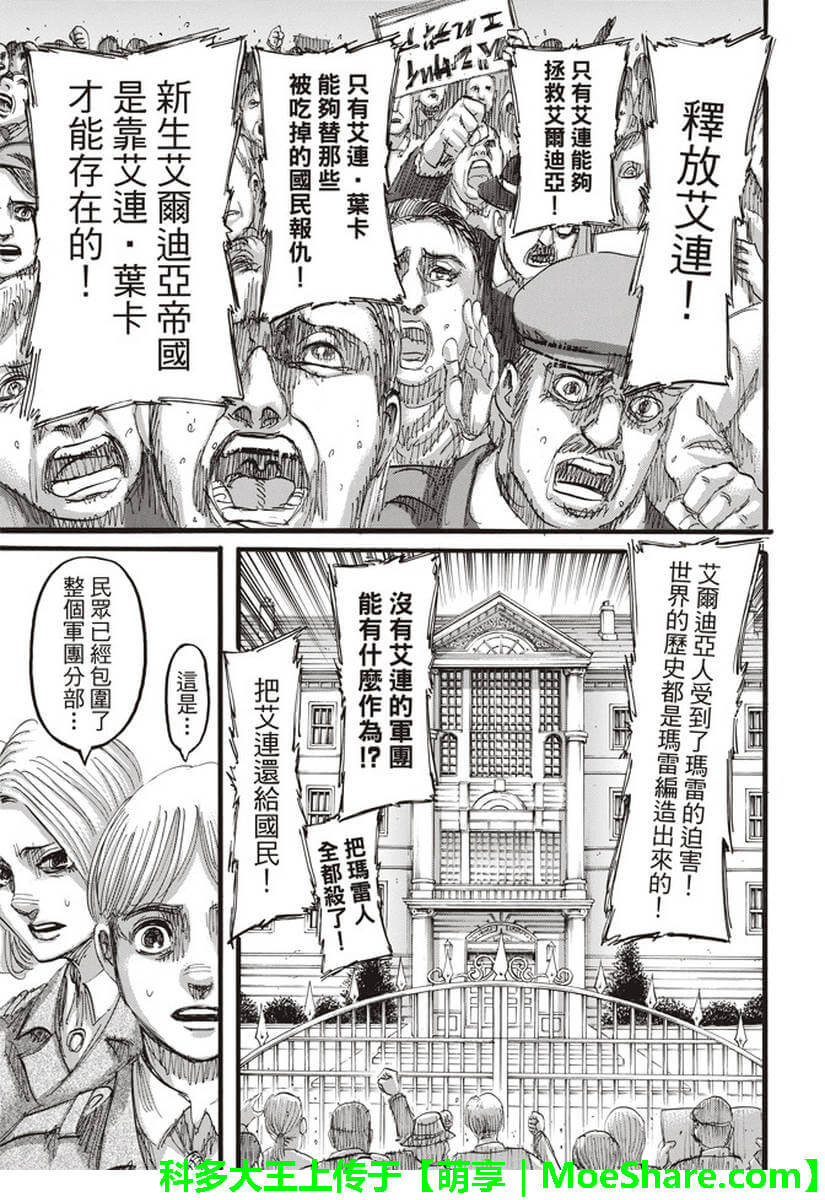 釋放艾連！
只有艾連能夠
拯救艾爾迪亞！
只有艾連・葉卡
能夠替那些
被吃掉的國民報仇！
新生艾爾迪亞帝國
是靠艾連・葉卡
才能存在的！
艾爾迪亞人受到了瑪雷的迫害！
世界的歷史都是瑪雷編造出來的！
沒有艾連的軍團
能有什麼作為!?
把瑪雷人
全都殺了！
把艾連還給國民！
這是…
民眾已經包圍了
整個軍團分部…
科多大王上传于【萌享｜MoeShare.com】